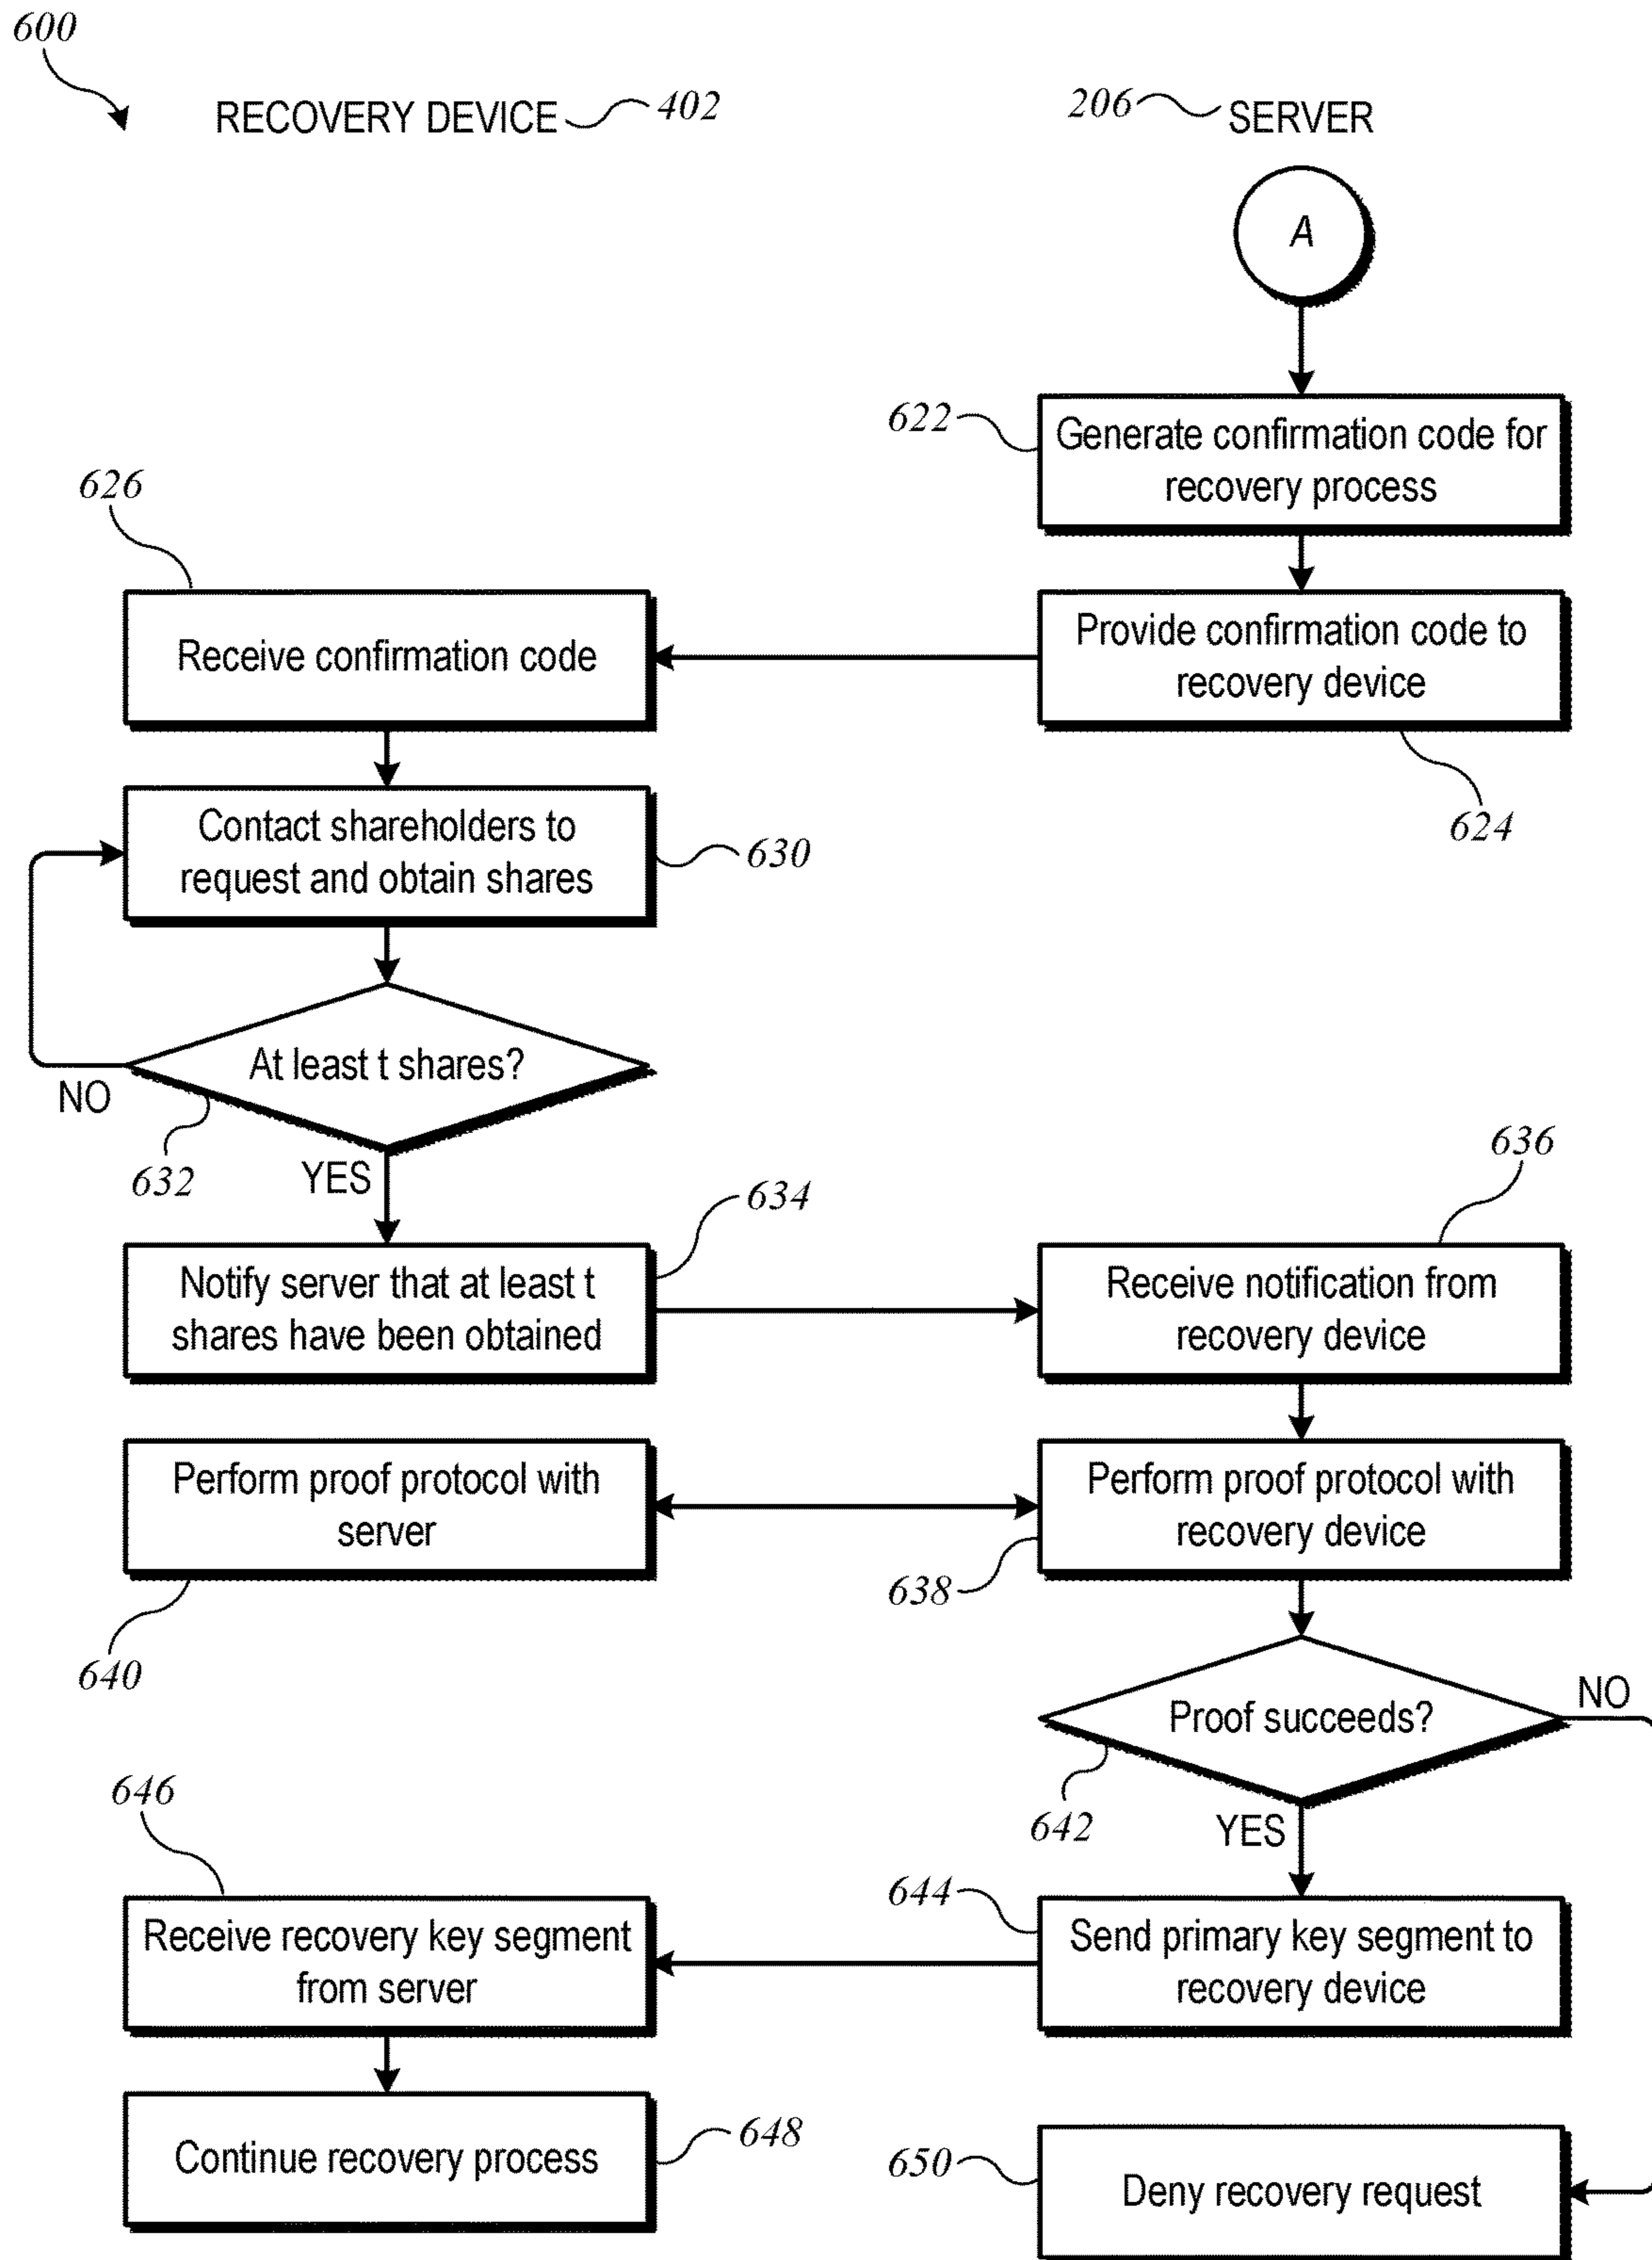 600
RECOVERY DEVICE 402
206 SERVER
A
622
Generate confirmation code for
recovery process
626
Receive confirmation code
Provide confirmation code to
recovery device
624
Contact shareholders to
request and obtain shares
630
At least t shares?
NO
632
YES
634
636
Notify server that at least t
shares have been obtained
Receive notification from
recovery device
Perform proof protocol with
server
640
Perform proof protocol with
recovery device
638
Proof succeeds?
NO
642
YES
646
644
Receive recovery key segment
from server
Send primary key segment to
recovery device
Continue recovery process
648
650
Deny recovery request